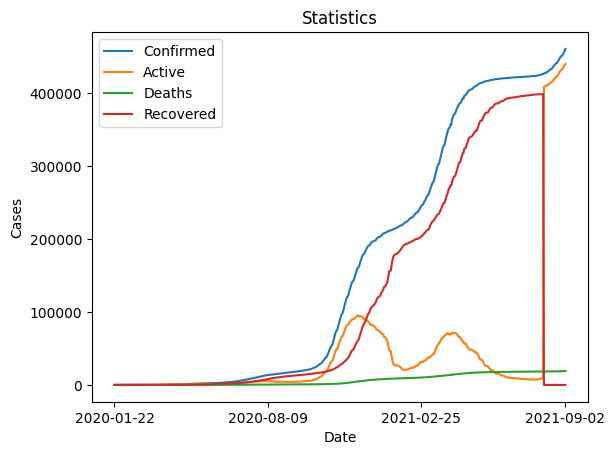 Statistics
Confirmed
Active
Deaths
Recovered
Cases
400000
300000
200000
100000
0
2020-01-22
2020-08-09
2021-02-25
2021-09-02
Date